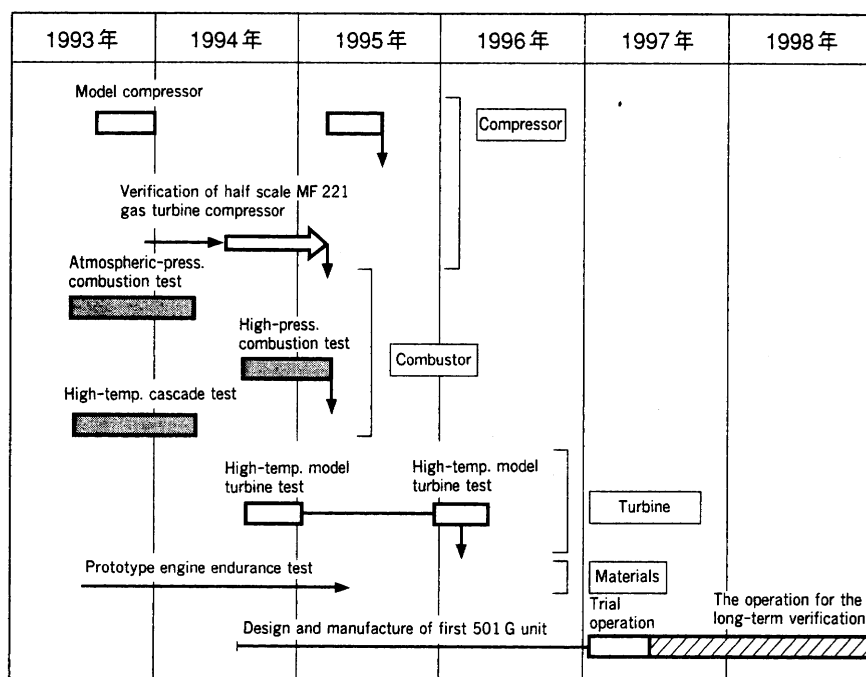 1993年 1994年 1995年 1996年 1997年 1998年
Model compressor
Compressor
Verification of half scale MF 221
gas turbine compressor
Atmospheric-press.
combustion test
High-press.
combustion test
Combustor
High-temp. cascade test
High-temp. model
turbine test
High-temp. model
turbine test
Turbine
Prototype engine endurance test
Materials
Design and manufacture of first 501 G unit
Trial
operation
The operation for the
long-term verification